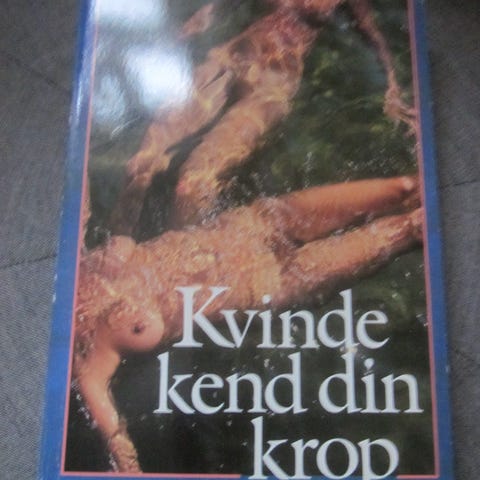 Kvinde
kend din
krop